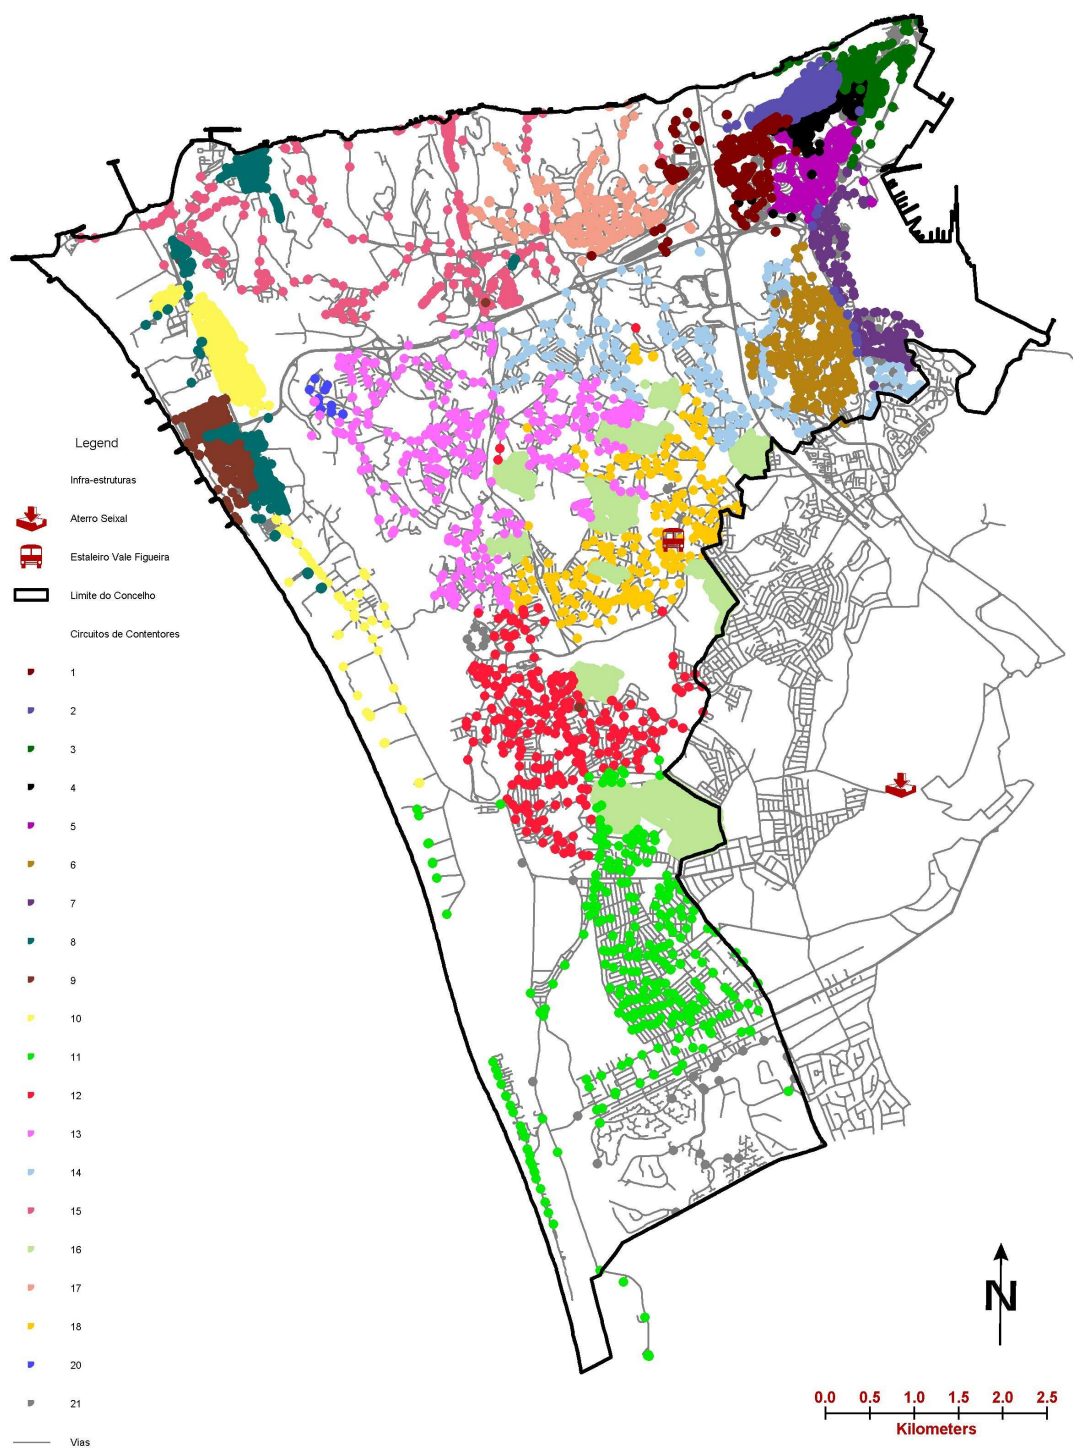 Legend
Infra-estruturas
Aterro Seixal
Estaleiro Vale Figueira
Limite do Concelho
Circuitos de Contentores
1
2
3
4
5
6
7
8
9
10
11
12
13
14
15
16
17
18
20
21
Vias
N
0.0 0.5 1.0 1.5 2.0 2.5
Kilometers